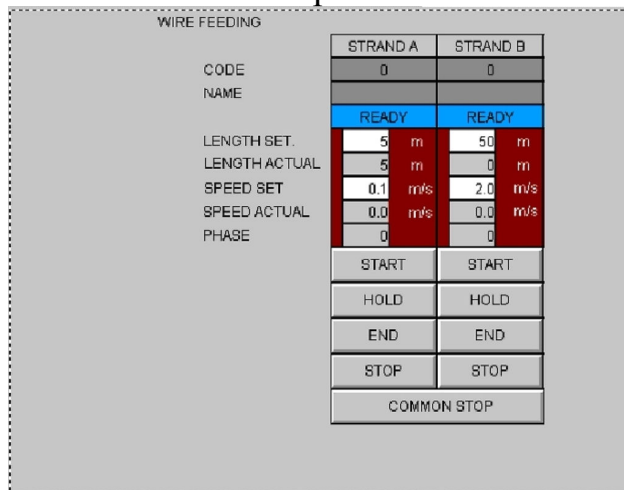 WIRE FEEDING
STRAND A STRAND B
CODE 0 0
NAME
READY READY
LENGTH SET. 5 m 50 m
LENGTH ACTUAL 5 m 0 m
SPEED SET 0.1 m/s 2.0 m/s
SPEED ACTUAL 0.0 m/s 0.0 m/s
PHASE 0 0
START START
HOLD HOLD
END END
STOP STOP
COMMON STOP